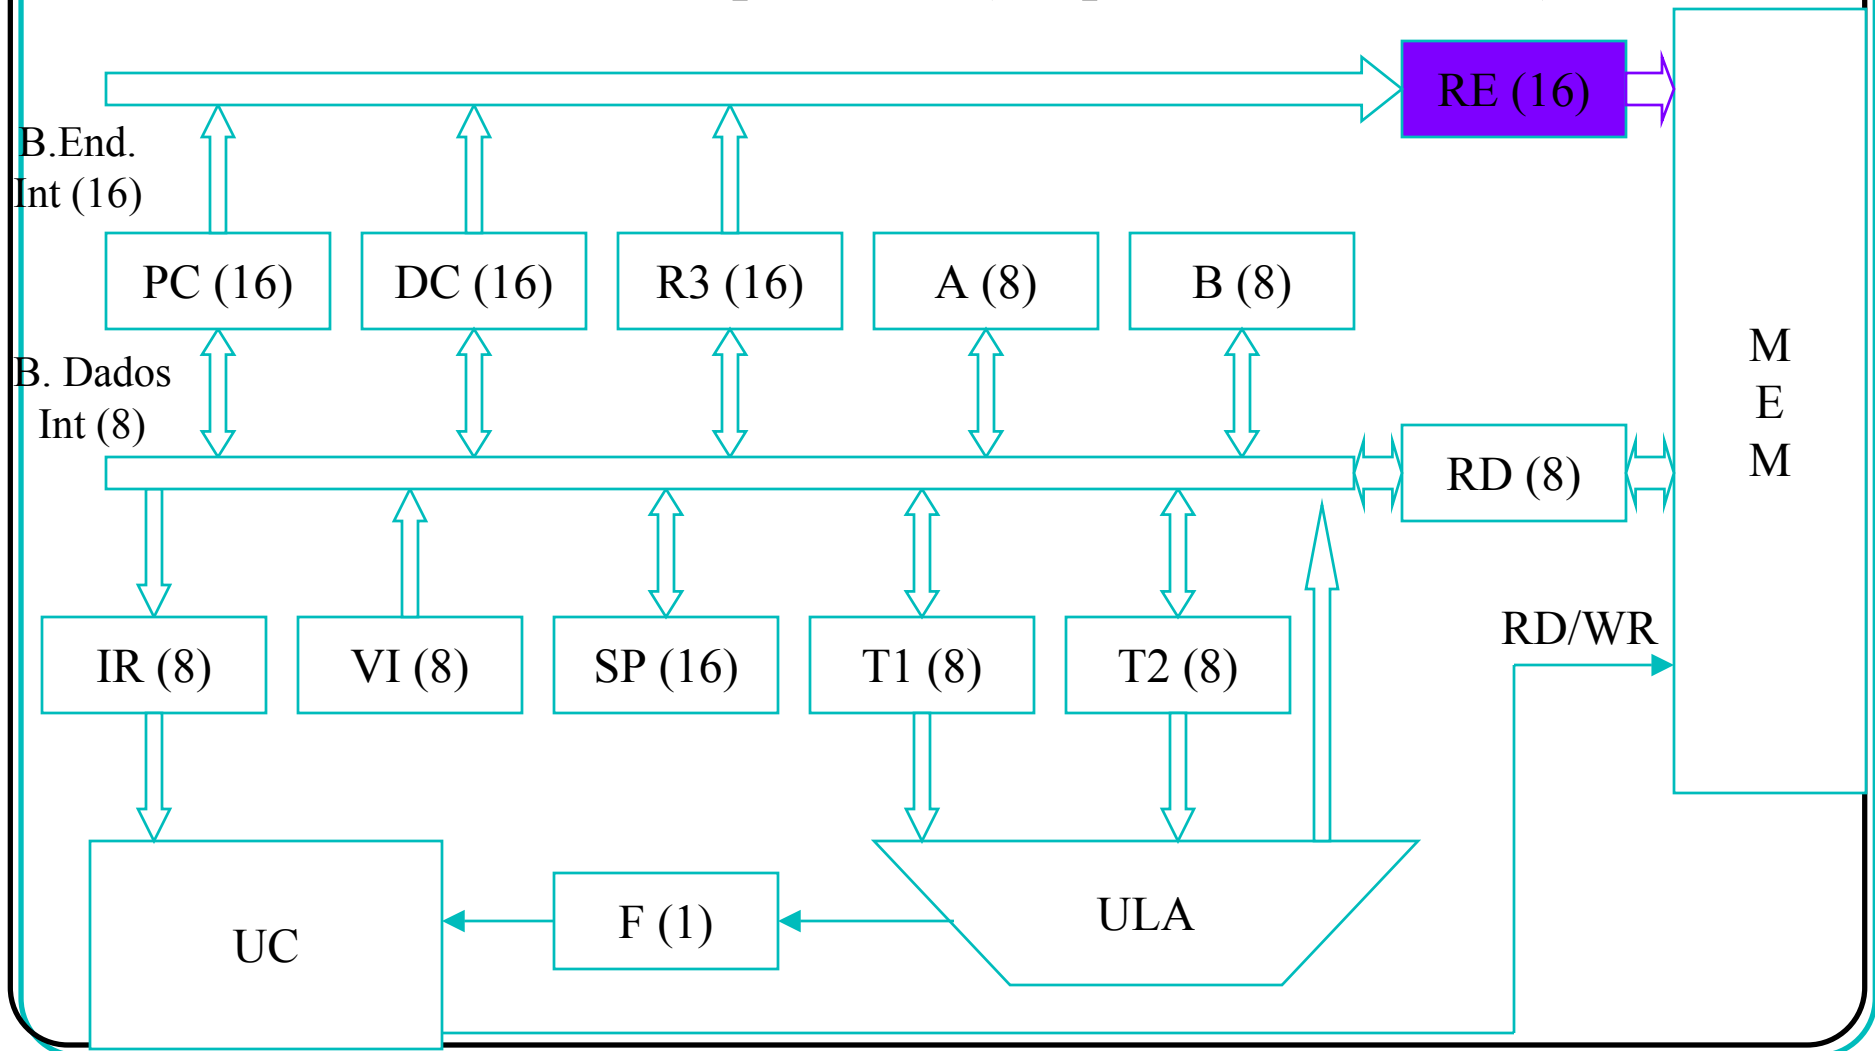 RE (16)
B.End.
Int (16)
PC (16)
DC (16)
R3 (16)
A (8)
B (8)
M
E
M
B. Dados
Int (8)
RD (8)
RD/WR
IR (8)
VI (8)
SP (16)
T1 (8)
T2 (8)
F (1)
ULA
UC